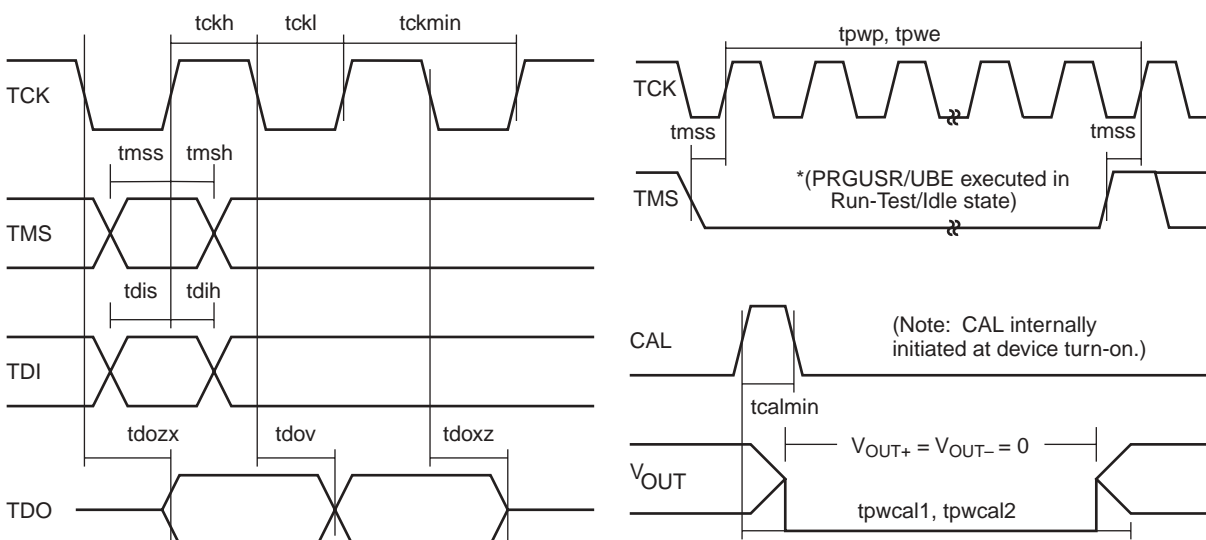 tckh tckl tckmin
TCK
tmss tmsh
TMS
tdis tdih
TDI
tdozx tdov tdoxz
TDO
tpwp, tpwe
TCK
tmss tmss
*(PRGUSR/UBE executed in
Run-Test/Idle state)
TMS
CAL
(Note: CAL internally
initiated at device turn-on.)
tcalmin
VOUT+ = VOUT– = 0
VOUT
tpwcal1, tpwcal2